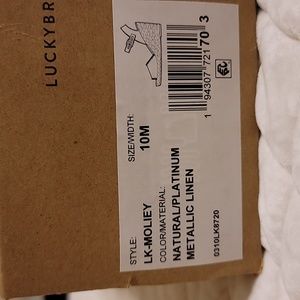 LUCKYBR
STYLE:
LK-MOLIEY
SIZE/WIDTH:
10M
COLOR/MATERIAL:
NATURAL/PLATINUM
METALLIC LINEN
0310LK8720
1 94307 72170 3